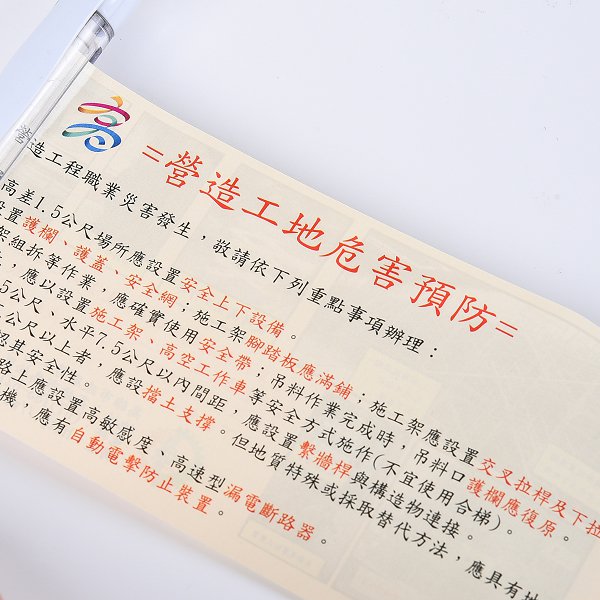 =營造工地危害預防=
營造工程職業災害發生,敬請依下列重點事項辦理:
高差1.5公尺場所應設置安全上下設備。
設置護欄、護蓋、安全網;施工架腳踏板應滿鋪;施工架應設置交叉拉桿及下拉
架組拆等作業,應確實使用安全帶;吊料作業完成時,吊料口護欄應復原。
,應以設置施工架、高空工作車等安全方式施作(不宜使用合梯)。
.5公尺、水平7.5公尺以內間距,應設置繫牆桿與構造物連接。
公尺以上者,應設擋土支撐。但地質特殊或採取替代方法,應具有地
認其安全性。
路上應設置高敏感度、高速型漏電斷路器。
機,應有自動電擊防止裝置。